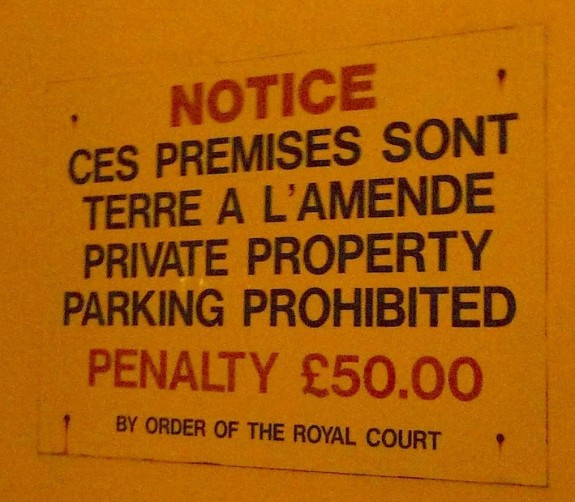 NOTICE
CES PREMISES SONT
TERRE A L'AMENDE
PRIVATE PROPERTY
PARKING PROHIBITED
PENALTY £50.00
BY ORDER OF THE ROYAL COURT